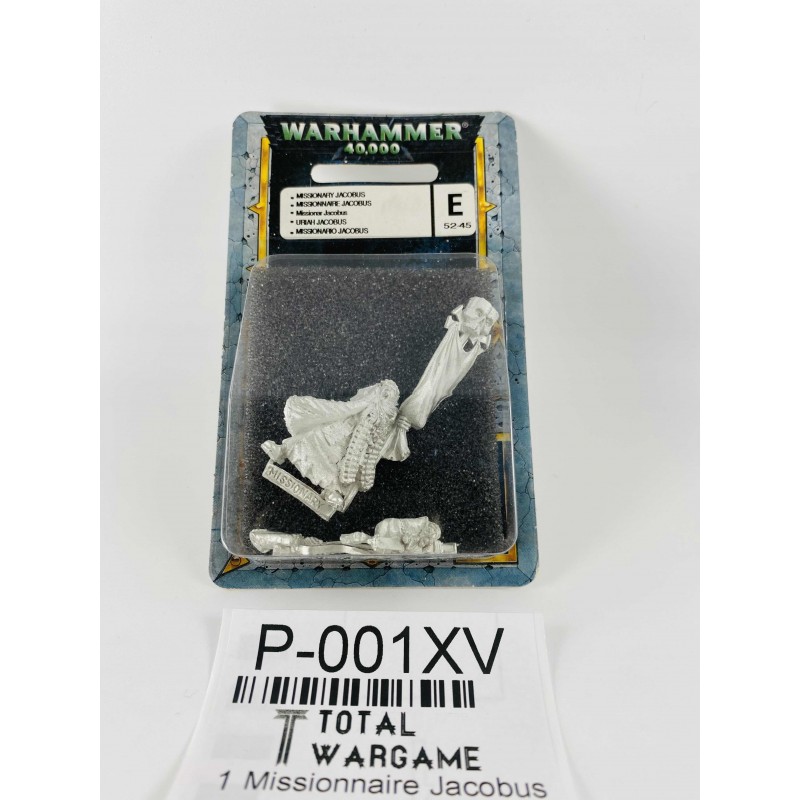 WARHAMMER®
40,000
• MISSIONARY JACOBUS
• MISSIONNAIRE JACOBUS
• Missionar Jacobus
• URIAH JACOBUS
• MISSIONARIO JACOBUS
E
52-45
MISSIONARY
P-001XV
TOTAL
WARGAME
1 Missionnaire Jacobus